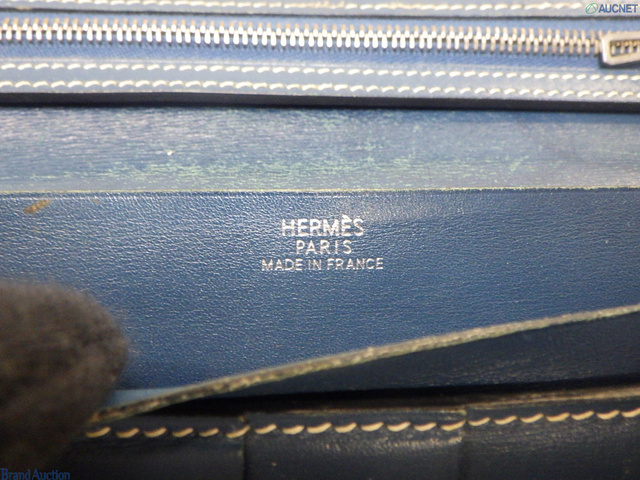 AUCNET
HERMÈS
PARIS
MADE IN FRANCE
Brand Auction